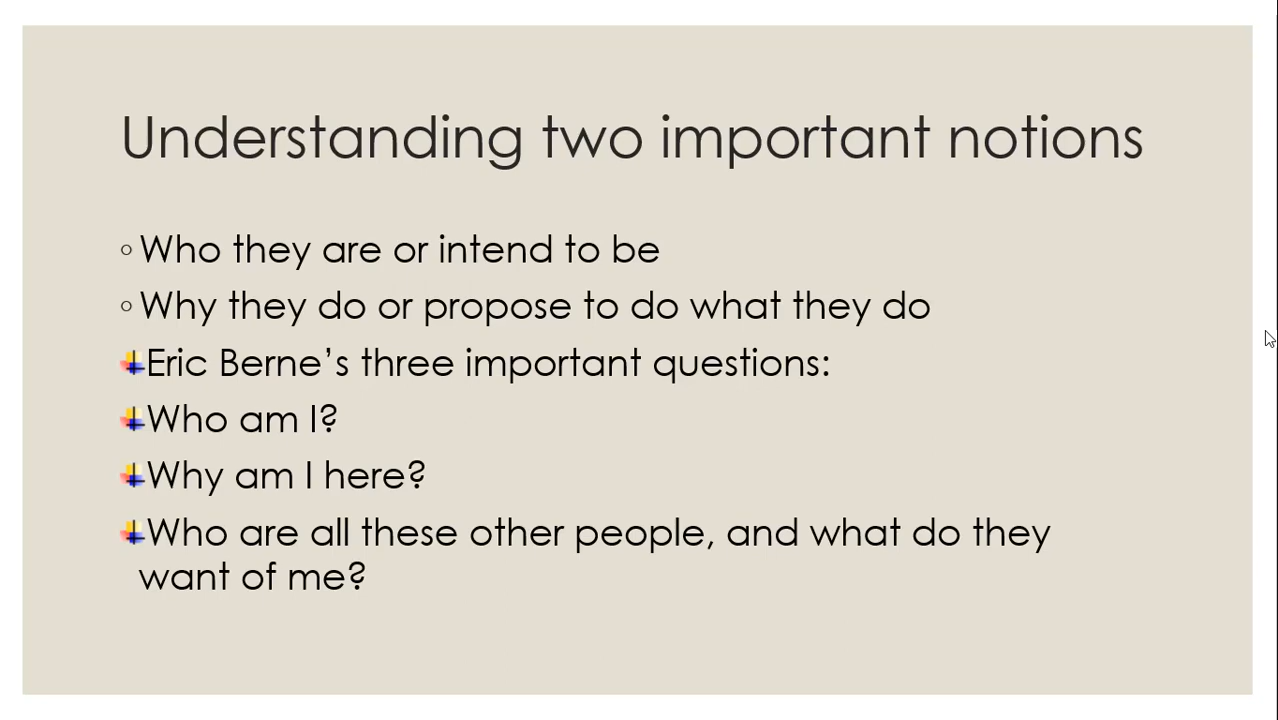 Understanding two important notions
Who they are or intend to be
Why they do or propose to do what they do
Eric Berne’s three important questions:
Who am I?
Why am I here?
Who are all these other people, and what do they
want of me?